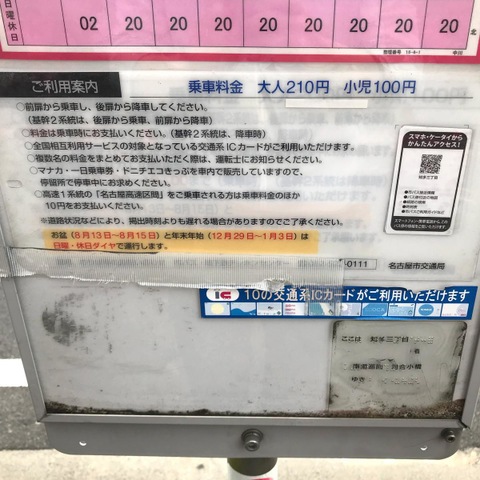 日曜休日
02 20 20 20 20 20 20 20 20
北
整理番号 15-4-1 中川
ご利用案内
乗車料金 大人210円 小児100円
○前扉から乗車し、後扉から降車してください。
(基幹2系統は、後扉から乗車、前扉から降車)
○料金は乗車時にお支払いください。(基幹2系統は、降車時)
○全国相互利用サービスの対象となっている交通系ICカードがご利用いただけます。
○複数名の料金をまとめてお支払いただく際は、運転士にお知らせください。
○マナカ・一日乗車券・ドニチエコきっぷを車内で販売していますので、
停留所で停車中にお求めください。
○高速1系統の「名古屋高速区間」をご乗車される方は乗車料金のほか
10円をお支払いください。
※道路状況などにより、掲出時刻よりも遅れる場合がありますのでご了承ください。
お盆(8月13日~8月15日)と年末年始(12月29日~1月3日)は
日曜・休日ダイヤで運行します。
スマホ・ケータイから
かんたんアクセス!
-0111 名古屋市交通局
IC 10の交通系ICカードがご利用いただけます
ここは
三丁目